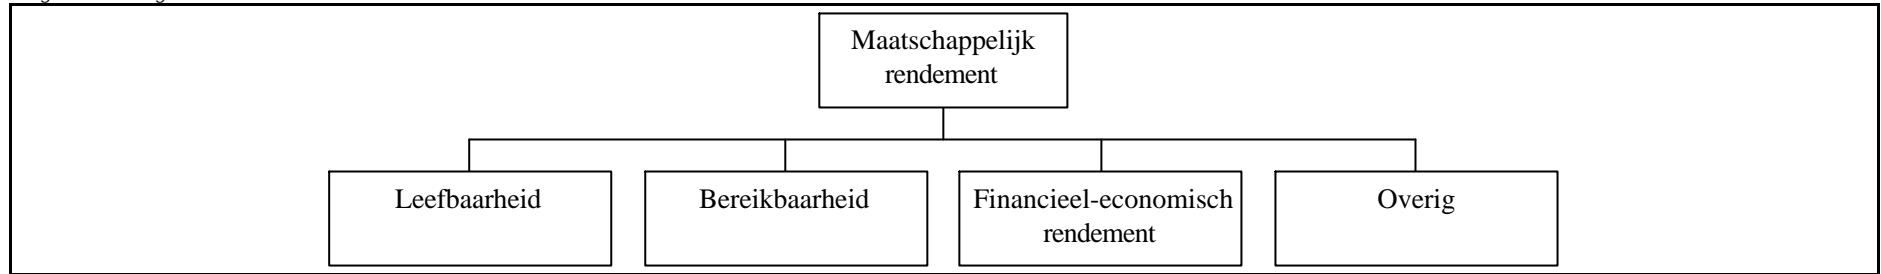 Maatschappelijk
rendement
Leefbaarheid
Bereikbaarheid
Financieel-economisch
rendement
Overig